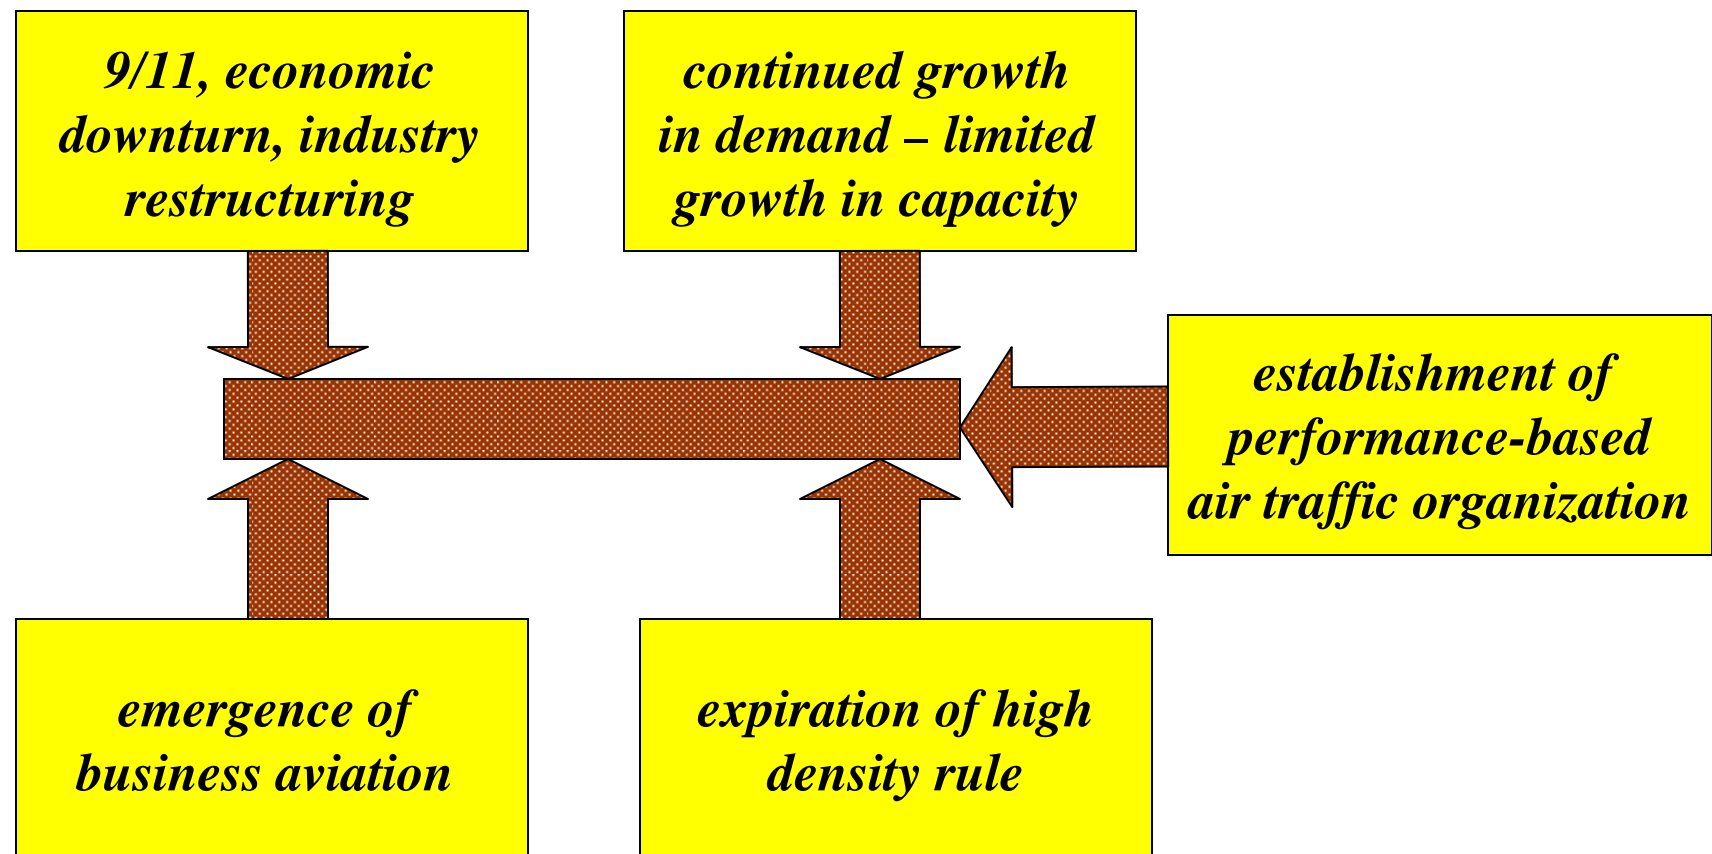 9/11, economic
downturn, industry
restructuring
continued growth
in demand – limited
growth in capacity
establishment of
performance-based
air traffic organization
emergence of
business aviation
expiration of high
density rule